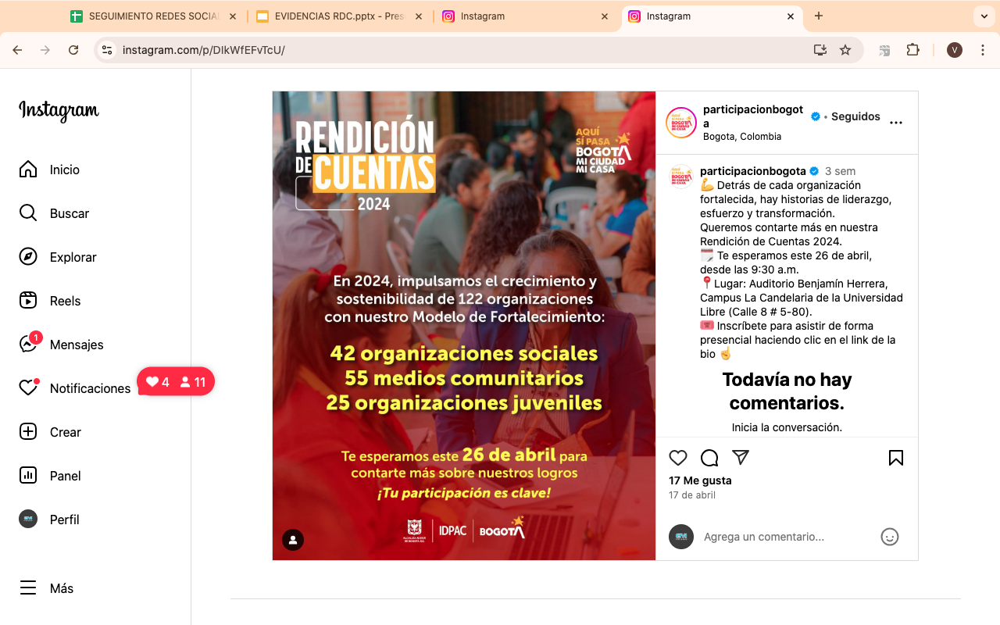 SEGUIMIENTO REDES SOCIA
EVIDENCIAS RDC.pptx - Pres
Instagram
Instagram
instagram.com/p/DIkWfEFvTcU/
V
Instagram
Inicio
Buscar
Explorar
Reels
1
Mensajes
Notificaciones
4 11
Crear
Panel
Perfil
Más
RENDICIÓN
DE CUENTAS
2024
AQUÍ
SÍ PASA
BOGOTÁ
MI CIUDAD
MI CASA
En 2024, impulsamos el crecimiento y
sostenibilidad de 122 organizaciones
con nuestro Modelo de Fortalecimiento:
42 organizaciones sociales
55 medios comunitarios
25 organizaciones juveniles
Te esperamos este 26 de abril para
contarte más sobre nuestros logros
¡Tu participación es clave!
ALCALDÍA MAYOR
DE BOGOTÁ D.C.
IDPAC
BOGOTÁ
participacionbogot
a
• Seguidos
Bogota, Colombia
participacionbogota 3 sem
💪 Detrás de cada organización
fortalecida, hay historias de liderazgo,
esfuerzo y transformación.
Queremos contarte más en nuestra
Rendición de Cuentas 2024.
🗓️ Te esperamos este 26 de abril,
desde las 9:30 a.m.
📍Lugar: Auditorio Benjamín Herrera,
Campus La Candelaria de la Universidad
Libre (Calle 8 # 5-80).
🎟️ Inscríbete para asistir de forma
presencial haciendo clic en el link de la
bio ☝️
Todavía no hay
comentarios.
Inicia la conversación.
17 Me gusta
17 de abril
Agrega un comentario...